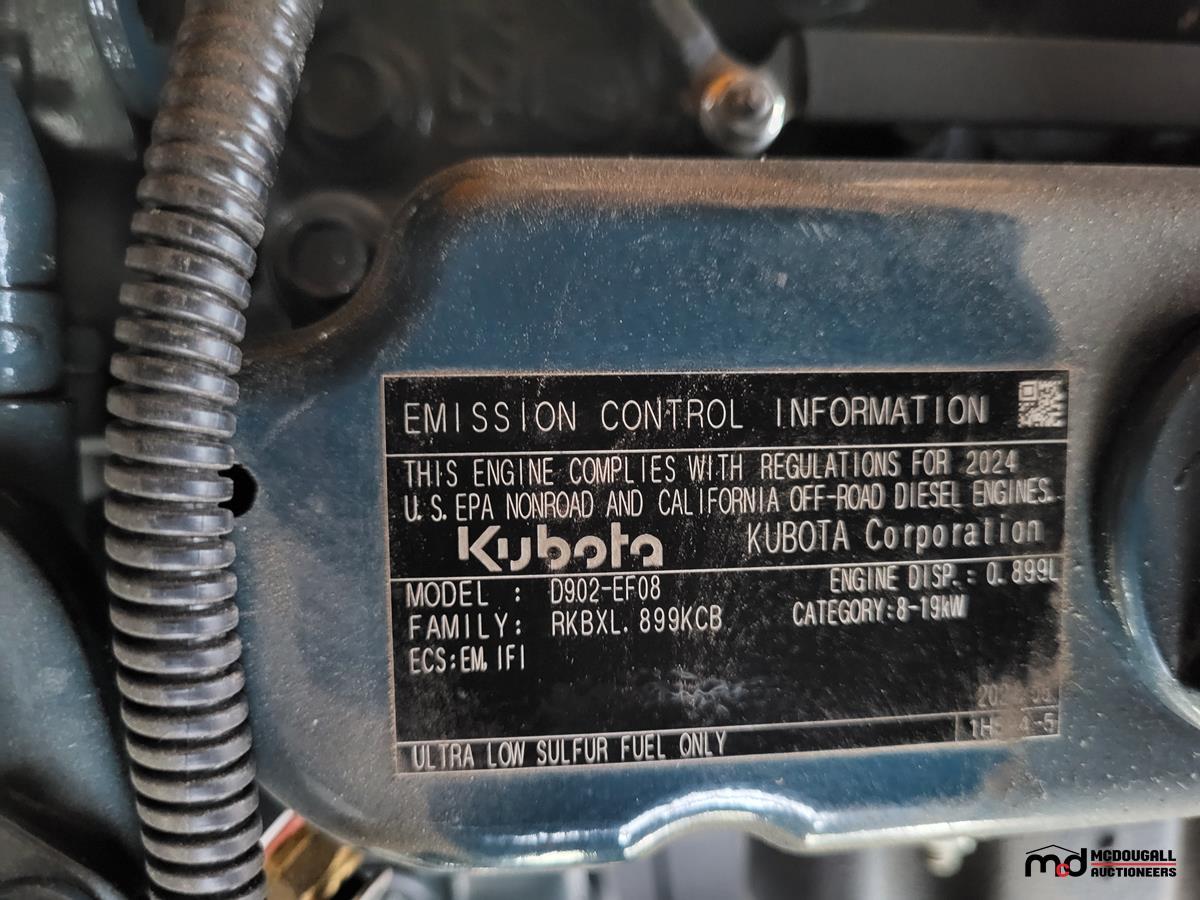 EMISSION CONTROL INFORMATION
THIS ENGINE COMPLIES WITH REGULATIONS FOR 2024
U.S. EPA NONROAD AND CALIFORNIA OFF-ROAD DIESEL ENGINES.
Kubota KUBOTA Corporation
MODEL : D902-EF08 ENGINE DISP.: 0.899L
FAMILY: RKBXL.899KCB CATEGORY:8-19kW
ECS:EM,IFI
ULTRA LOW SULFUR FUEL ONLY
mcd MCDOUGALL
AUCTIONEERS